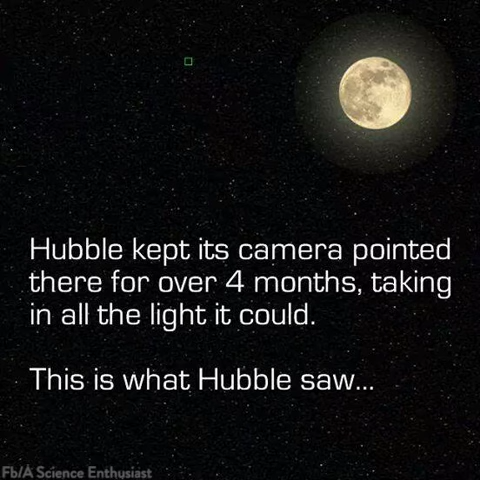 Hubble kept its camera pointed
there for over 4 months, taking
in all the light it could.
This is what Hubble saw...
Fb/A Science Enthusiast